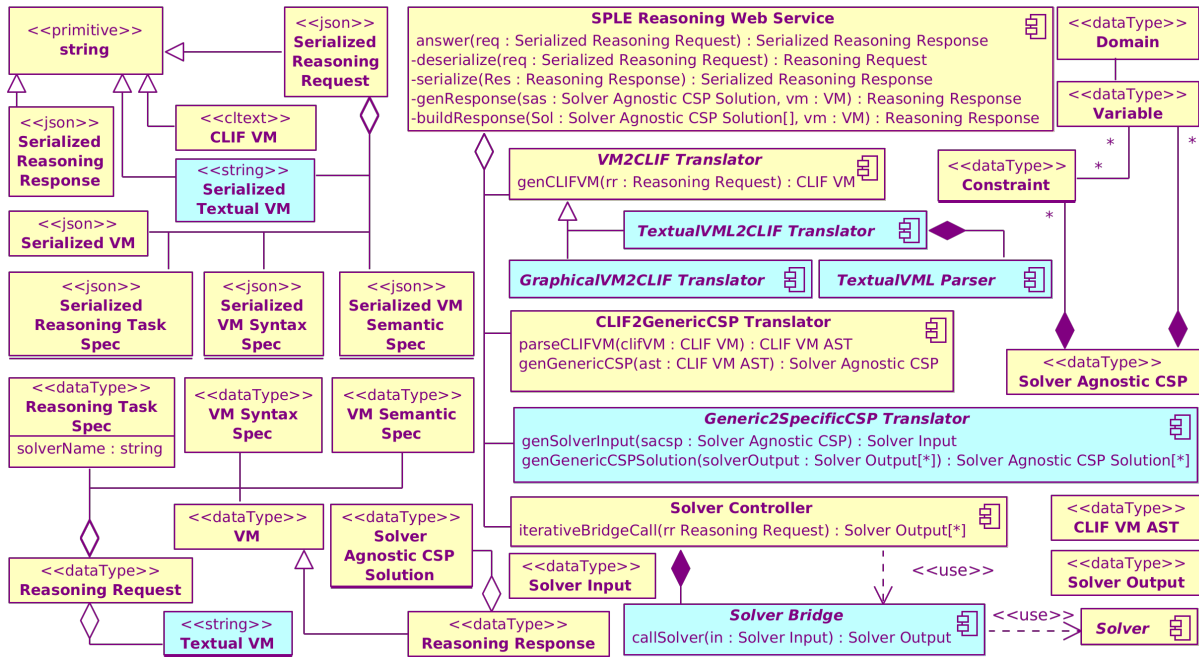 <<primitive>>
string
<<json>>
Serialized
Reasoning
Request
<<json>>
Serialized
Reasoning
Response
<<cltext>>
CLIF VM
<<string>>
Serialized
Textual VM
<<json>>
Serialized VM
<<json>>
Serialized
Reasoning Task
Spec
<<json>>
Serialized
VM Syntax
Spec
<<json>>
Serialized VM
Semantic
Spec
<<dataType>>
Reasoning Task
Spec
solverName : string
<<dataType>>
VM Syntax
Spec
<<dataType>>
VM Semantic
Spec
<<dataType>>
VM
<<dataType>>
Solver
Agnostic CSP
Solution
<<dataType>>
Reasoning Request
<<string>>
Textual VM
<<dataType>>
Reasoning Response
SPLE Reasoning Web Service
answer(req : Serialized Reasoning Request) : Serialized Reasoning Response
-deserialize(req : Serialized Reasoning Request) : Reasoning Request
-serialize(Res : Reasoning Response) : Serialized Reasoning Response
-genResponse(sas : Solver Agnostic CSP Solution, vm : VM) : Reasoning Response
-buildResponse(Sol : Solver Agnostic CSP Solution[], vm : VM) : Reasoning Response
VM2CLIF Translator
genCLIFVM(rr : Reasoning Request) : CLIF VM
TextualVML2CLIF Translator
GraphicalVM2CLIF Translator
TextualVML Parser
CLIF2GenericCSP Translator
parseCLIFVM(clifVM : CLIF VM) : CLIF VM AST
genGenericCSP(ast : CLIF VM AST) : Solver Agnostic CSP
Generic2SpecificCSP Translator
genSolverInput(sacsp : Solver Agnostic CSP) : Solver Input
genGenericCSPSolution(solverOutput : Solver Output[*]) : Solver Agnostic CSP Solution[*]
Solver Controller
iterativeBridgeCall(rr Reasoning Request) : Solver Output[*]
<<dataType>>
Solver Input
<<use>>
Solver Bridge
callSolver(in : Solver Input) : Solver Output
<<use>>
Solver
<<dataType>>
Domain
<<dataType>>
Variable
*
*
*
<<dataType>>
Constraint
*
<<dataType>>
Solver Agnostic CSP
<<dataType>>
CLIF VM AST
<<dataType>>
Solver Output